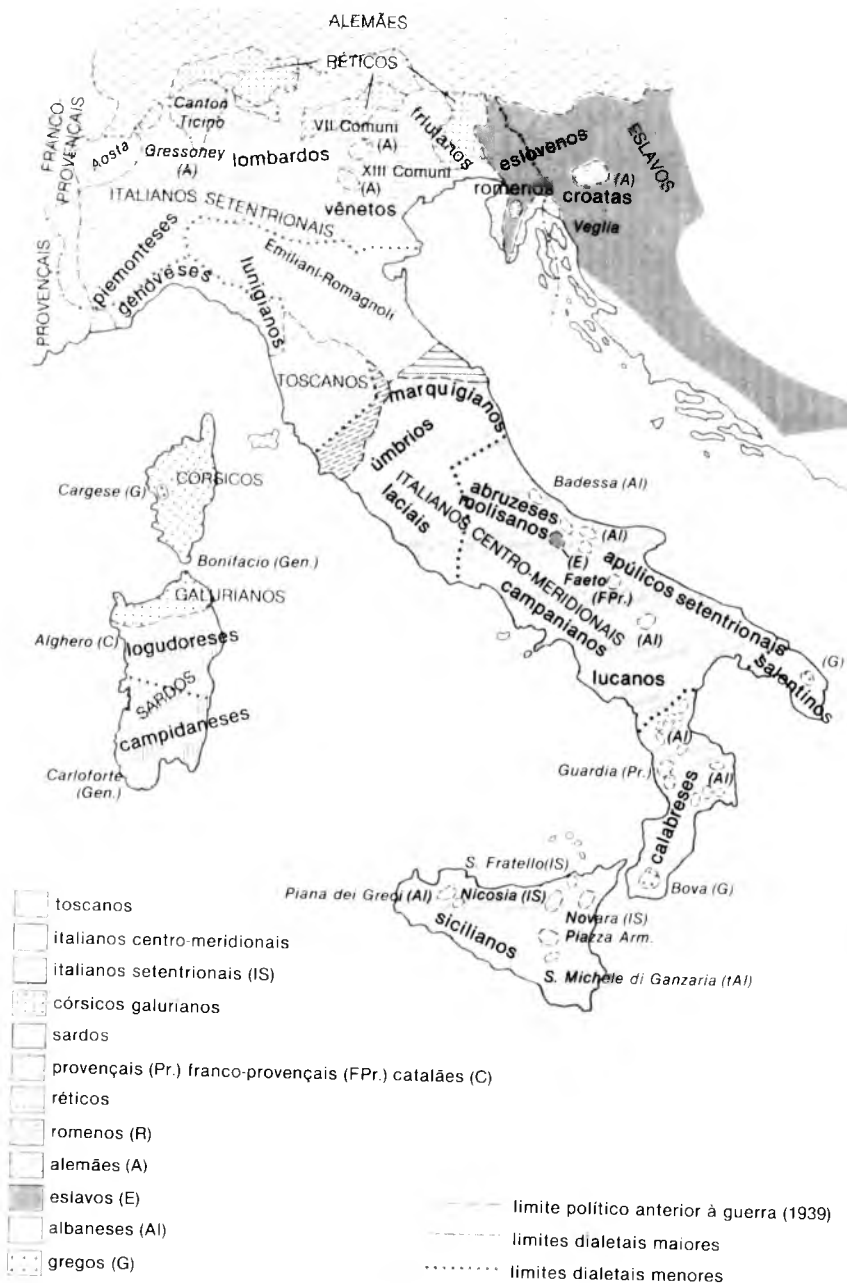 ALEMÃES
RÉTICOS
FRANCO-PROVENÇAIS
Canton Ticino
Aosta
Gressoney (A)
lombardos
VII Comuni (A)
XIII Comuni (A)
friulanos
vênetos
eslovenos
ESLAVOS
romenos
croatas
(A)
Veglia
ITALIANOS SETENTRIONAIS
PROVENÇAIS
piemonteses
genoveses
lunigianos
Emiliani-Romagnoli
TOSCANOS
marquigianos
úmbrios
laciais
ITALIANOS CENTRO-MERIDIONAIS
abruzeses
molisanos
Badessa (Al)
(Al)
(E)
Faeto (FPr.)
apúlicos setentrionais
campanianos
(Al)
lucanos
salentinos
(G)
CÓRSICOS
Cargese (G)
Bonifacio (Gen.)
GALURIANOS
Alghero (C)
logudoreses
SARDOS
campidaneses
Carloforte (Gen.)
(Al)
Guardia (Pr.)
(Al)
calabreses
Bova (G)
S. Fratello(IS)
Piana dei Greci (Al)
Nicosia (IS)
Novara (IS)
sicilianos
Piazza Arm.
S. Michele di Ganzaria (tAl)
toscanos
italianos centro-meridionais
italianos setentrionais (IS)
córsicos galurianos
sardos
provençais (Pr.) franco-provençais (FPr.) catalães (C)
réticos
romenos (R)
alemães (A)
eslavos (E)
albaneses (Al)
gregos (G)
limite político anterior à guerra (1939)
limites dialetais maiores
limites dialetais menores